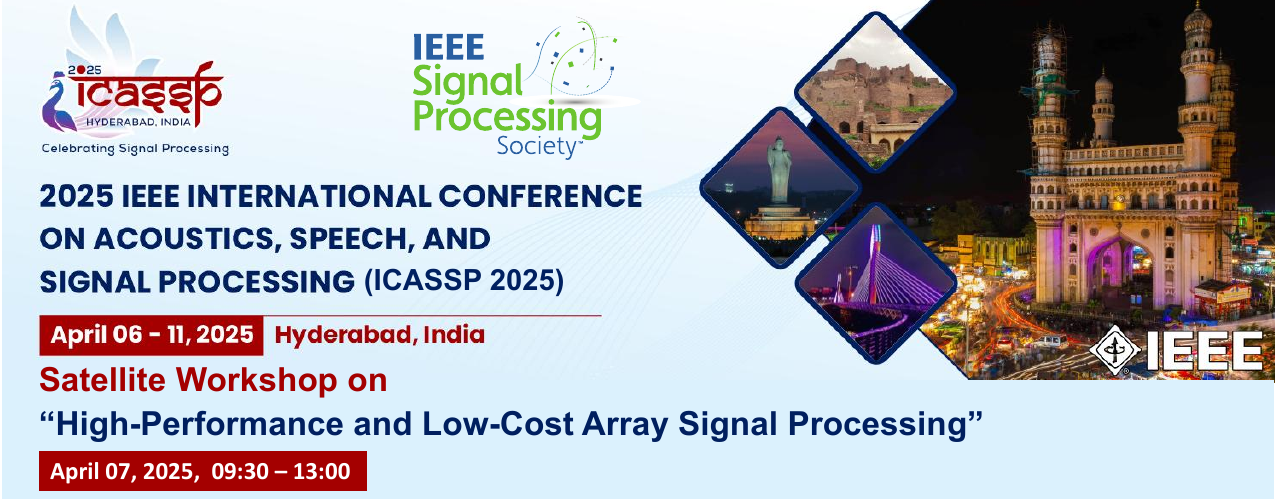 2025
icassp
HYDERABAD, INDIA
Celebrating Signal Processing
IEEE
Signal
Processing
Society™
2025 IEEE INTERNATIONAL CONFERENCE
ON ACOUSTICS, SPEECH, AND
SIGNAL PROCESSING (ICASSP 2025)
April 06 - 11, 2025 Hyderabad, India
IEEE
®
Satellite Workshop on
“High-Performance and Low-Cost Array Signal Processing”
April 07, 2025, 09:30 – 13:00